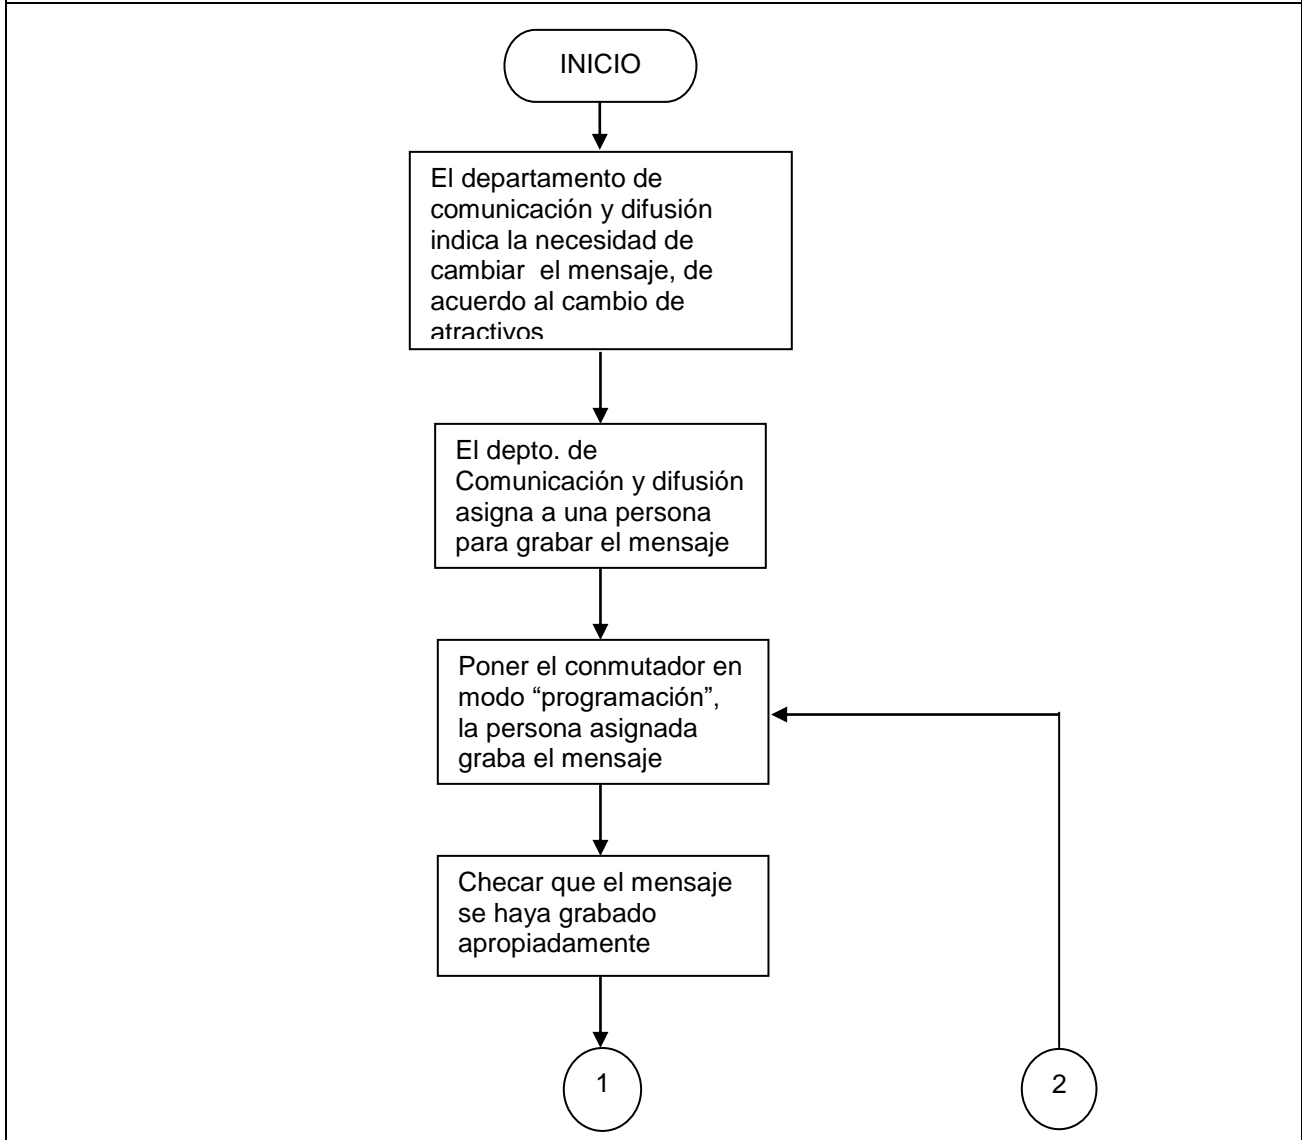 INICIO
El departamento de
comunicación y difusión
indica la necesidad de
cambiar  el mensaje, de
acuerdo al cambio de
atractivos
El depto. de
Comunicación y difusión
asigna a una persona
para grabar el mensaje
Poner el conmutador en
modo “programación”,
la persona asignada
graba el mensaje
Checar que el mensaje
se haya grabado
apropiadamente
1
2